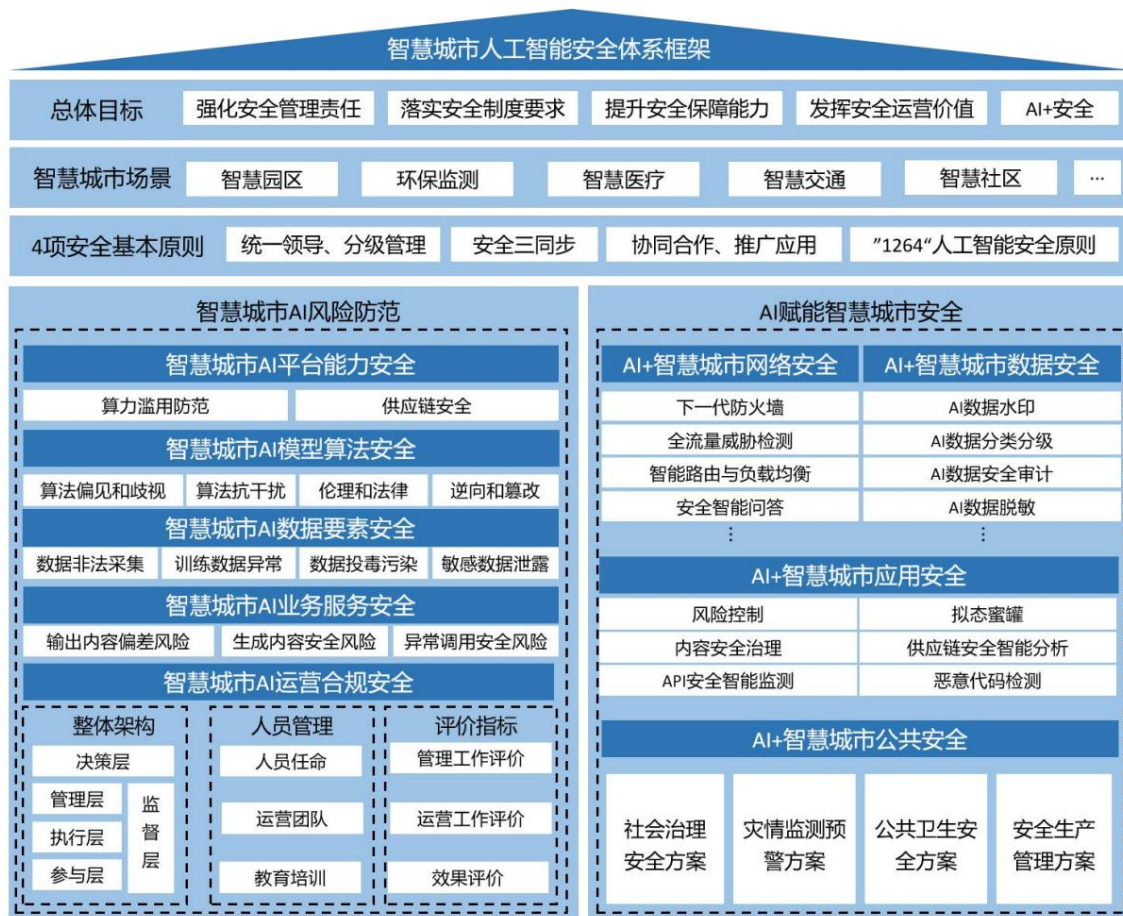 智慧城市人工智能安全体系框架
总体目标 强化安全管理责任 落实安全制度要求 提升安全保障能力 发挥安全运营价值 AI+安全
智慧城市场景 智慧园区 环保监测 智慧医疗 智慧交通 智慧社区 ...
4项安全基本原则 统一领导、分级管理 安全三同步 协同合作、推广应用 ”1264“人工智能安全原则
智慧城市AI风险防范
智慧城市AI平台能力安全
算力滥用防范 供应链安全
智慧城市AI模型算法安全
算法偏见和歧视 算法抗干扰 伦理和法律 逆向和篡改
智慧城市AI数据要素安全
数据非法采集 训练数据异常 数据投毒污染 敏感数据泄露
智慧城市AI业务服务安全
输出内容偏差风险 生成内容安全风险 异常调用安全风险
智慧城市AI运营合规安全
整体架构
决策层
管理层
执行层
参与层
监
督
层
人员管理
人员任命
运营团队
教育培训
评价指标
管理工作评价
运营工作评价
效果评价
AI赋能智慧城市安全
AI+智慧城市网络安全 AI+智慧城市数据安全
下一代防火墙 AI数据水印
全流量威胁检测 AI数据分类分级
智能路由与负载均衡 AI数据安全审计
安全智能问答 AI数据脱敏
⋮ ⋮
AI+智慧城市应用安全
风险控制 拟态蜜罐
内容安全治理 供应链安全智能分析
API安全智能监测 恶意代码检测
AI+智慧城市公共安全
社会治理
安全方案
灾情监测预
警方案
公共卫生安
全方案
安全生产
管理方案